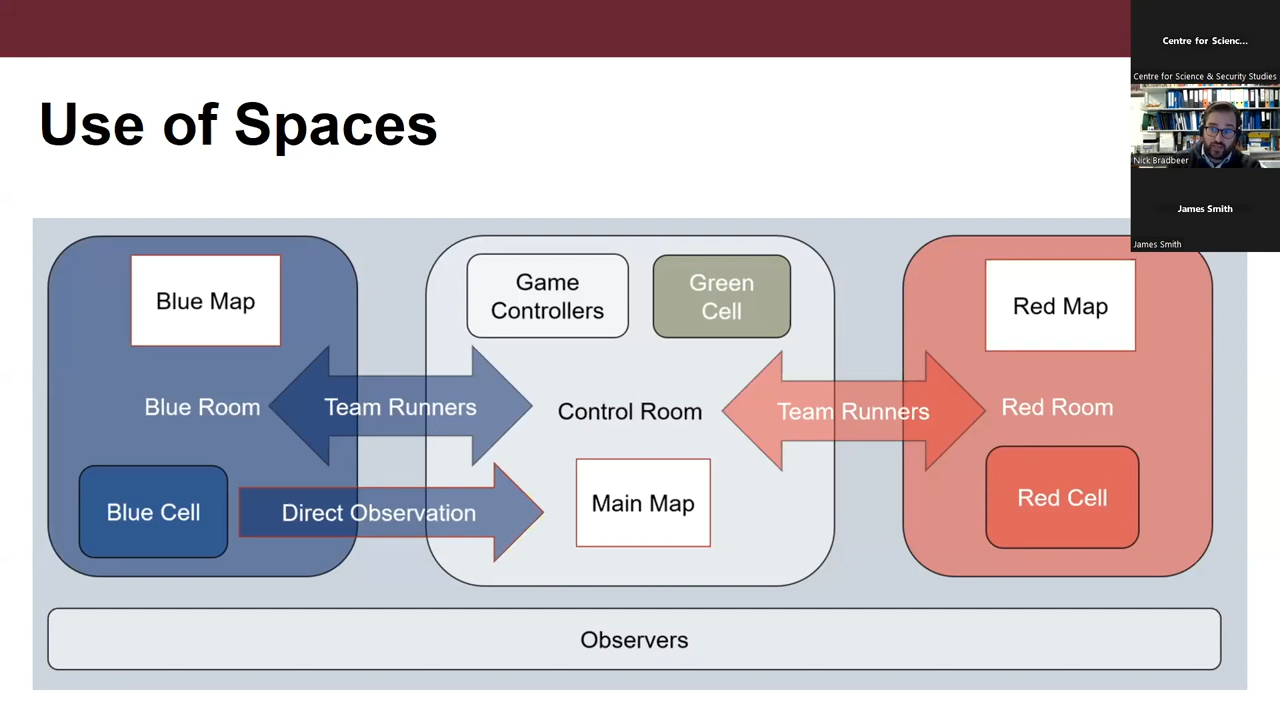 Use of Spaces
Centre for Scienc...
Centre for Science & Security Studies
Nick Bradbeer
James Smith
James Smith
Blue Map
Blue Room
Blue Cell
Team Runners
Direct Observation
Game
Controllers
Green
Cell
Control Room
Main Map
Team Runners
Red Map
Red Room
Red Cell
Observers